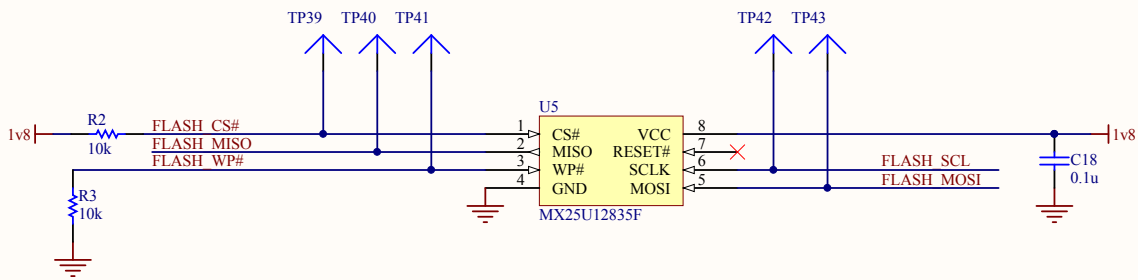 TP39 TP40 TP41 TP42 TP43
U5
1v8 R2 10k FLASH_CS# 1 CS# VCC 8 1v8
FLASH_MISO 2 MISO RESET# 7
FLASH_WP# 3 WP# SCLK 6 FLASH_SCL C18
4 GND MOSI 5 FLASH_MOSI 0.1u
R3
10k
MX25U12835F